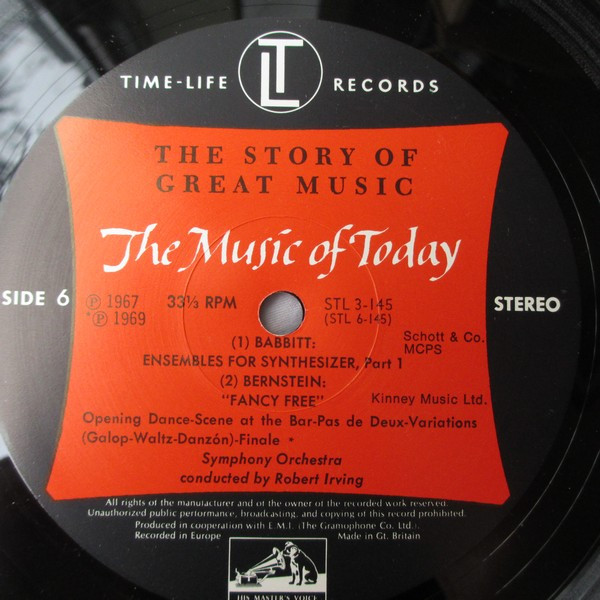 TIME-LIFE TL RECORDS
THE STORY OF
GREAT MUSIC
The Music of Today
SIDE 6
℗ 1967 33⅓ RPM STL 3-145
*℗ 1969 (STL 6-145)
STEREO
(1) BABBITT: Schott & Co.
ENSEMBLES FOR SYNTHESIZER, Part 1 MCPS
(2) BERNSTEIN:
"FANCY FREE" Kinney Music Ltd.
Opening Dance-Scene at the Bar-Pas de Deux-Variations
(Galop-Waltz-Danzón)-Finale *
Symphony Orchestra
conducted by Robert Irving
All rights of the manufacturer and of the owner of the recorded work reserved.
Unauthorized public performance, broadcasting, and copying of this record prohibited.
Produced in cooperation with E.M.I. (The Gramophone Co. Ltd.).
Recorded in Europe Made in Gt. Britain
HIS MASTER'S VOICE